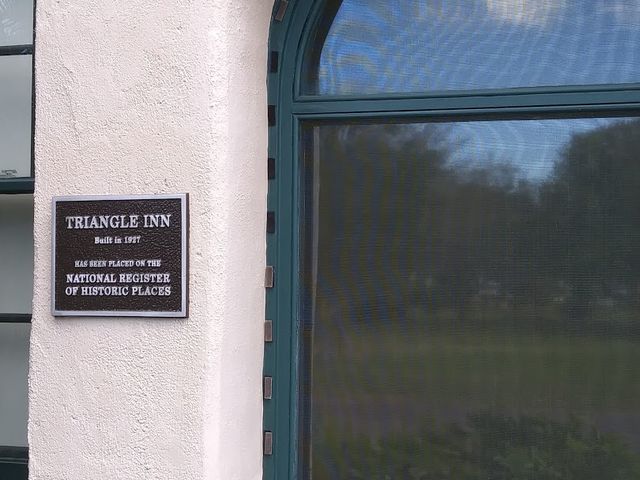 TRIANGLE INN
Built in 1927
HAS BEEN PLACED ON THE
NATIONAL REGISTER
OF HISTORIC PLACES